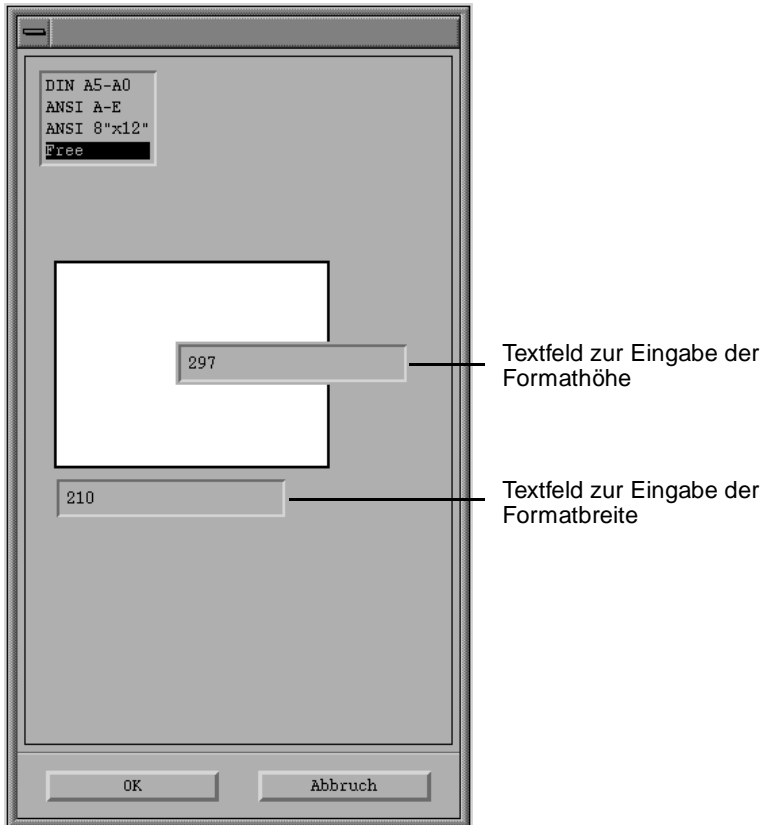 DIN A5-A0
ANSI A-E
ANSI 8"x12"
Free
297
Textfeld zur Eingabe der
Formathöhe
210
Textfeld zur Eingabe der
Formatbreite
OK
Abbruch